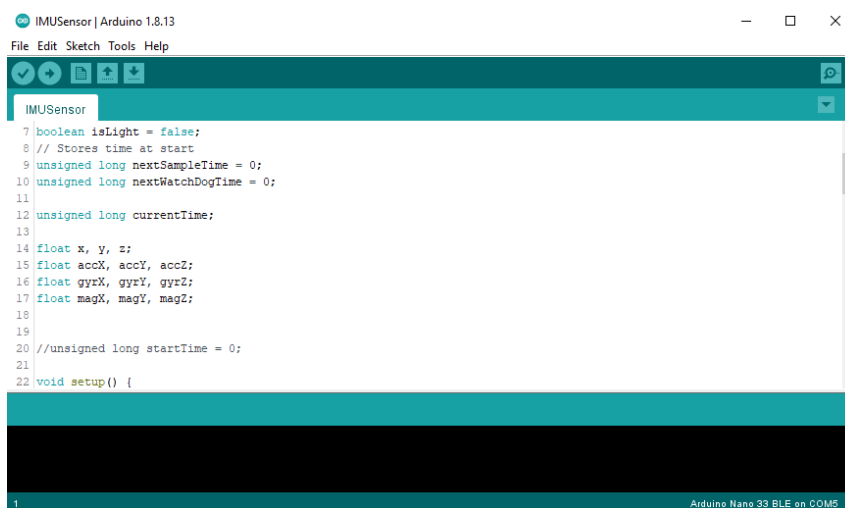 IMUSensor | Arduino 1.8.13
File Edit Sketch Tools Help
IMUSensor
7 boolean isLight = false;
8 // Stores time at start
9 unsigned long nextSampleTime = 0;
10 unsigned long nextWatchDogTime = 0;
11
12 unsigned long currentTime;
13
14 float x, y, z;
15 float accX, accY, accZ;
16 float gyrX, gyrY, gyrZ;
17 float magX, magY, magZ;
18
19
20 //unsigned long startTime = 0;
21
22 void setup() {
1 Arduino Nano 33 BLE on COM5